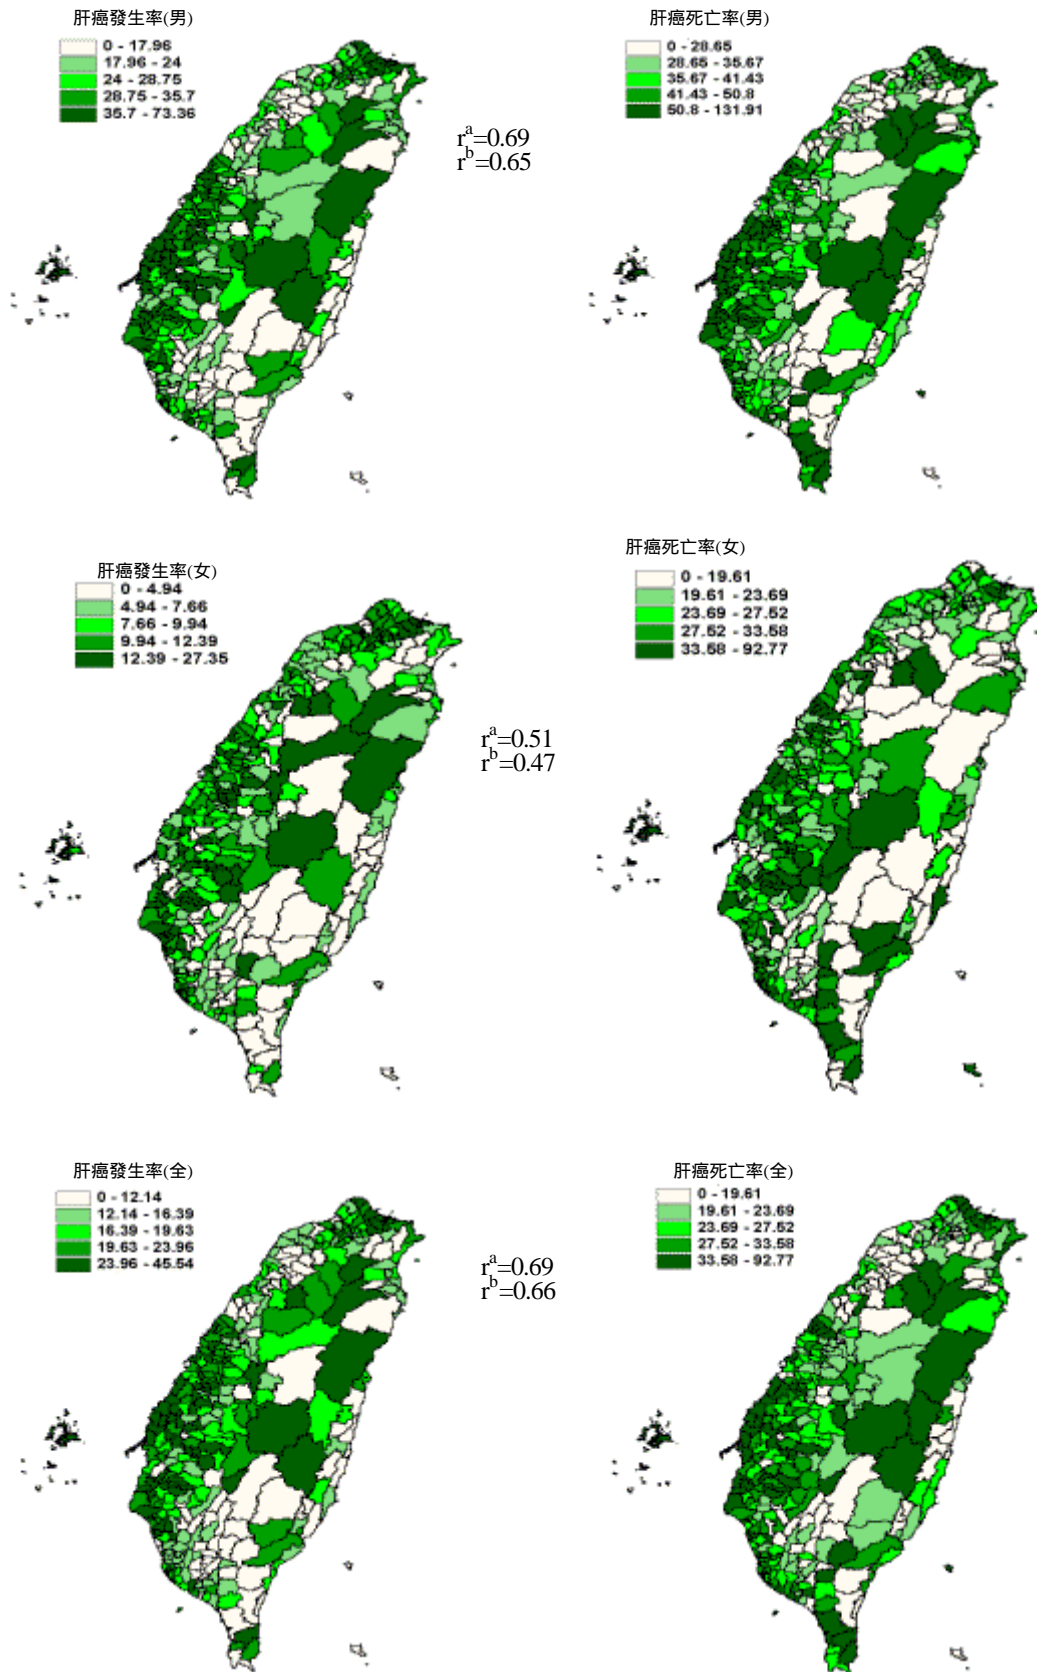 肝癌發生率(男)
0 - 17.96
17.96 - 24
24 - 28.75
28.75 - 35.7
35.7 - 73.36
肝癌死亡率(男)
0 - 28.65
28.65 - 35.67
35.67 - 41.43
41.43 - 50.8
50.8 - 131.91
rᵃ=0.69
rᵇ=0.65
肝癌發生率(女)
0 - 4.94
4.94 - 7.66
7.66 - 9.94
9.94 - 12.39
12.39 - 27.35
肝癌死亡率(女)
0 - 19.61
19.61 - 23.69
23.69 - 27.52
27.52 - 33.58
33.58 - 92.77
rᵃ=0.51
rᵇ=0.47
肝癌發生率(全)
0 - 12.14
12.14 - 16.39
16.39 - 19.63
19.63 - 23.96
23.96 - 45.54
肝癌死亡率(全)
0 - 19.61
19.61 - 23.69
23.69 - 27.52
27.52 - 33.58
33.58 - 92.77
rᵃ=0.69
rᵇ=0.66